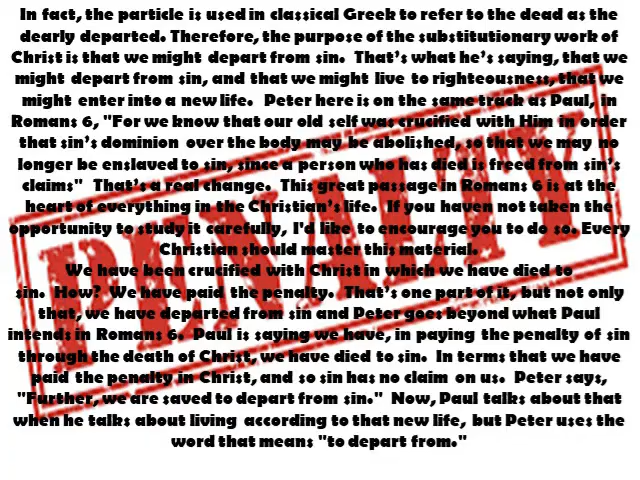 In fact, the particle is used in classical Greek to refer to the dead as the
dearly departed. Therefore, the purpose of the substitutionary work of
Christ is that we might depart from sin. That's what he's saying, that we
might depart from sin, and that we might live to righteousness, that we
might enter into a new life. Peter here is on the same track as Paul, in
Romans 6, "For we know that our old self was crucified with Him in order
that sin's dominion over the body may be abolished, so that we may no
longer be enslaved to sin, since a person who has died is freed from sin's
claims" That's a real change. This great passage in Romans 6 is at the
heart of everything in the Christian's life. If you haven not taken the
opportunity to study it carefully, I'd like to encourage you to do so. Every
Christian should master this material.
We have been crucified with Christ in which we have died to
sin. How? We have paid the penalty. That's one part of it, but not only
that, we have departed from sin and Peter goes beyond what Paul
intends in Romans 6. Paul is saying we have, in paying the penalty of sin
through the death of Christ, we have died to sin. In terms that we have
paid the penalty in Christ, and so sin has no claim on us. Peter says,
"Further, we are saved to depart from sin." Now, Paul talks about that
when he talks about living according to that new life, but Peter uses the
word that means "to depart from."
PENALTY